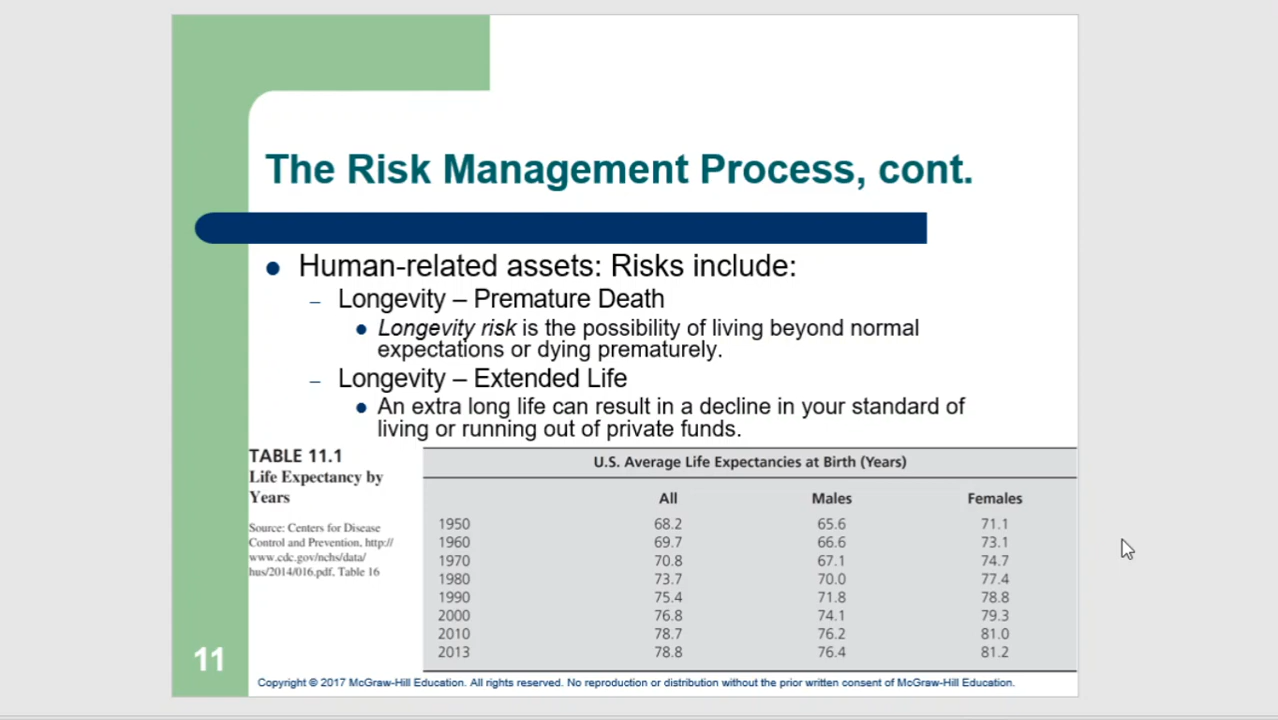 The Risk Management Process, cont.
● Human-related assets: Risks include:
– Longevity – Premature Death
● Longevity risk is the possibility of living beyond normal
expectations or dying prematurely.
– Longevity – Extended Life
● An extra long life can result in a decline in your standard of
living or running out of private funds.
TABLE 11.1
Life Expectancy by
Years
Source: Centers for Disease
Control and Prevention, http://
www.cdc.gov/nchs/data/
hus/2014/016.pdf, Table 16
U.S. Average Life Expectancies at Birth (Years)
All Males Females
1950 68.2 65.6 71.1
1960 69.7 66.6 73.1
1970 70.8 67.1 74.7
1980 73.7 70.0 77.4
1990 75.4 71.8 78.8
2000 76.8 74.1 79.3
2010 78.7 76.2 81.0
2013 78.8 76.4 81.2
11
Copyright © 2017 McGraw-Hill Education. All rights reserved. No reproduction or distribution without the prior written consent of McGraw-Hill Education.